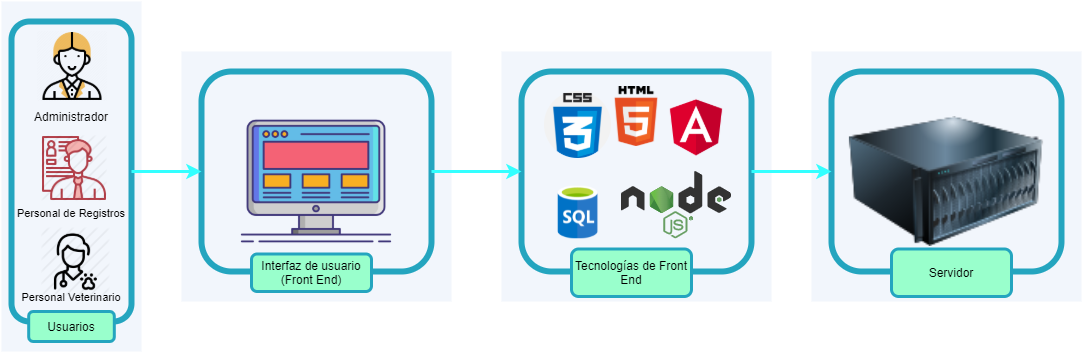 Administrador
Personal de Registros
Personal Veterinario
Usuarios
Interfaz de usuario
(Front End)
CSS
3
HTML
5
A
SQL
node
JS
Tecnologías de Front
End
Servidor